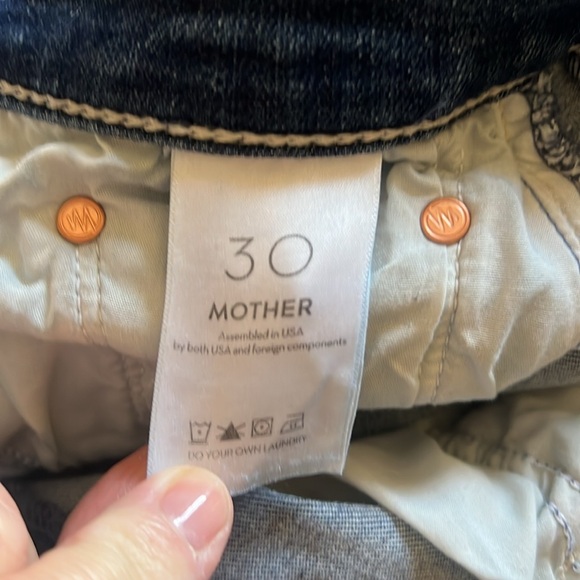 30
MOTHER
Assembled in USA
by both USA and foreign components
DO YOUR OWN LAUNDRY